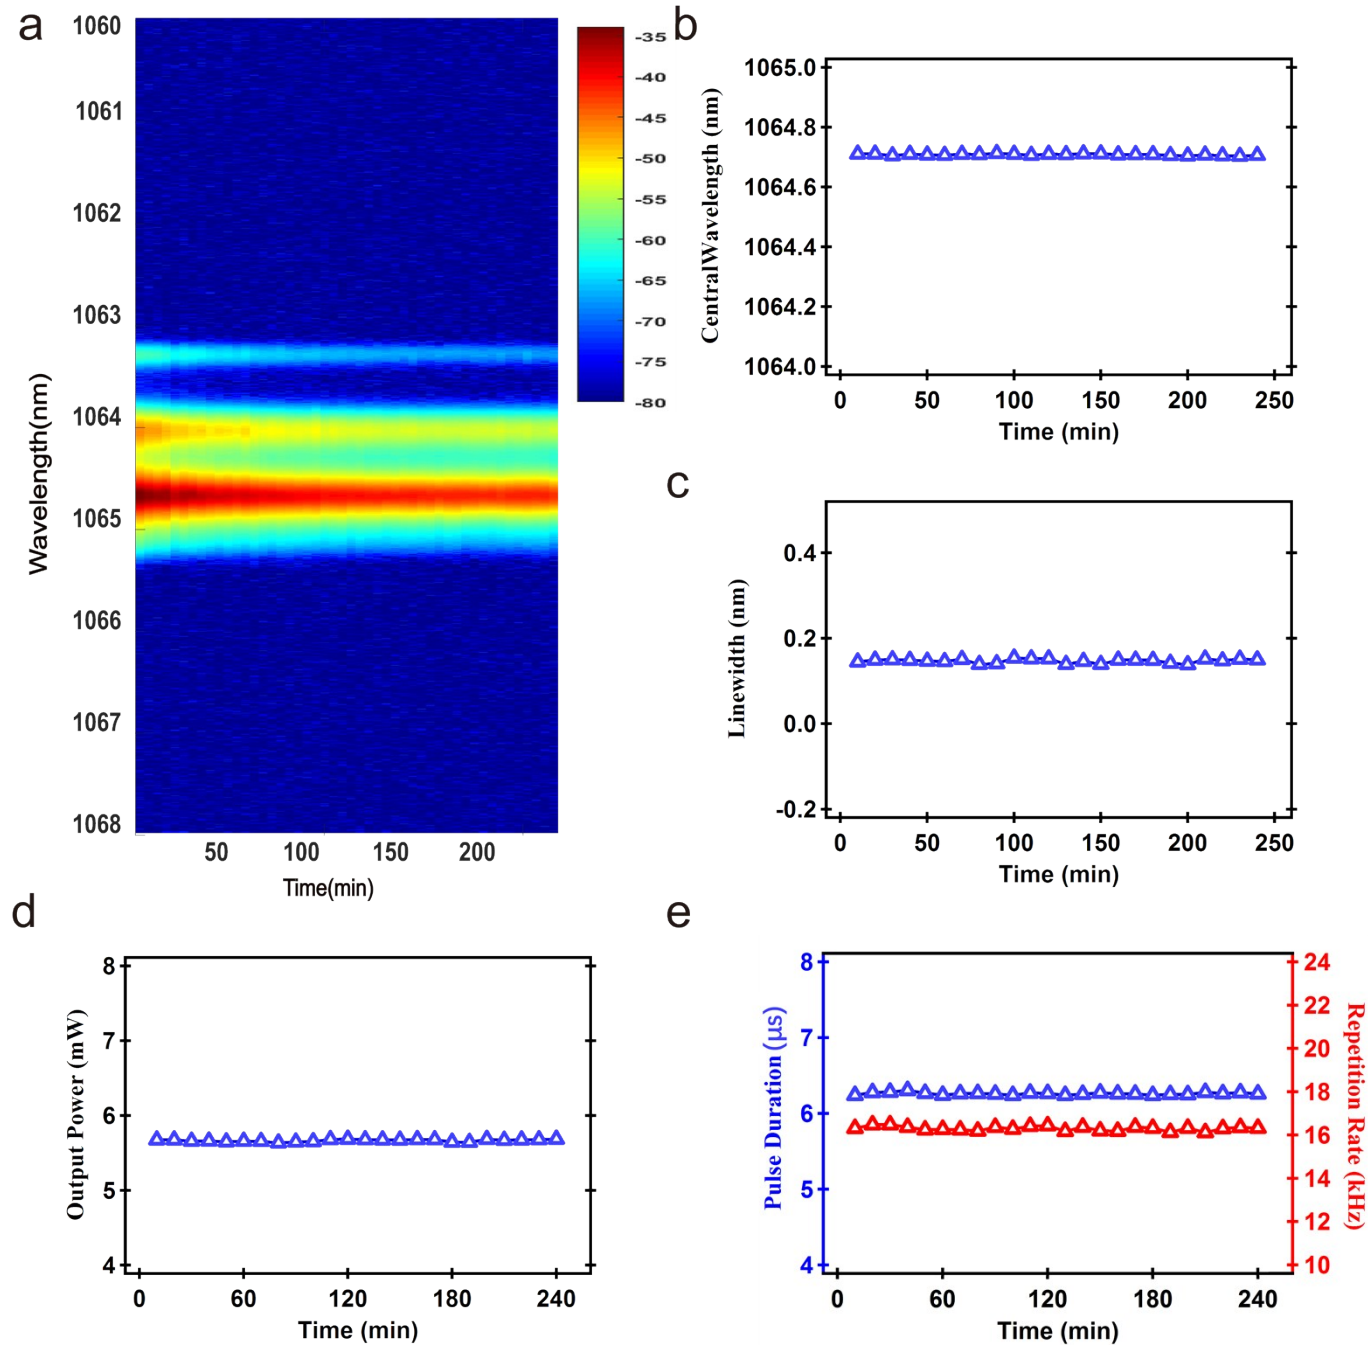 a
1060
1061
1062
1063
1064
1065
1066
1067
1068
Wavelength(nm)
50 100 150 200
Time(min)
-35
-40
-45
-50
-55
-60
-65
-70
-75
-80
b
1065.0
1064.8
1064.6
1064.4
1064.2
1064.0
CentralWavelength (nm)
0 50 100 150 200 250
Time (min)
c
0.4
0.2
0.0
-0.2
Linewidth (nm)
0 50 100 150 200 250
Time (min)
d
8
7
6
5
4
Output Power (mW)
0 60 120 180 240
Time (min)
e
8
7
6
5
4
Pulse Duration (μs)
24
22
20
18
16
14
12
10
Repetition Rate (kHz)
0 60 120 180 240
Time (min)